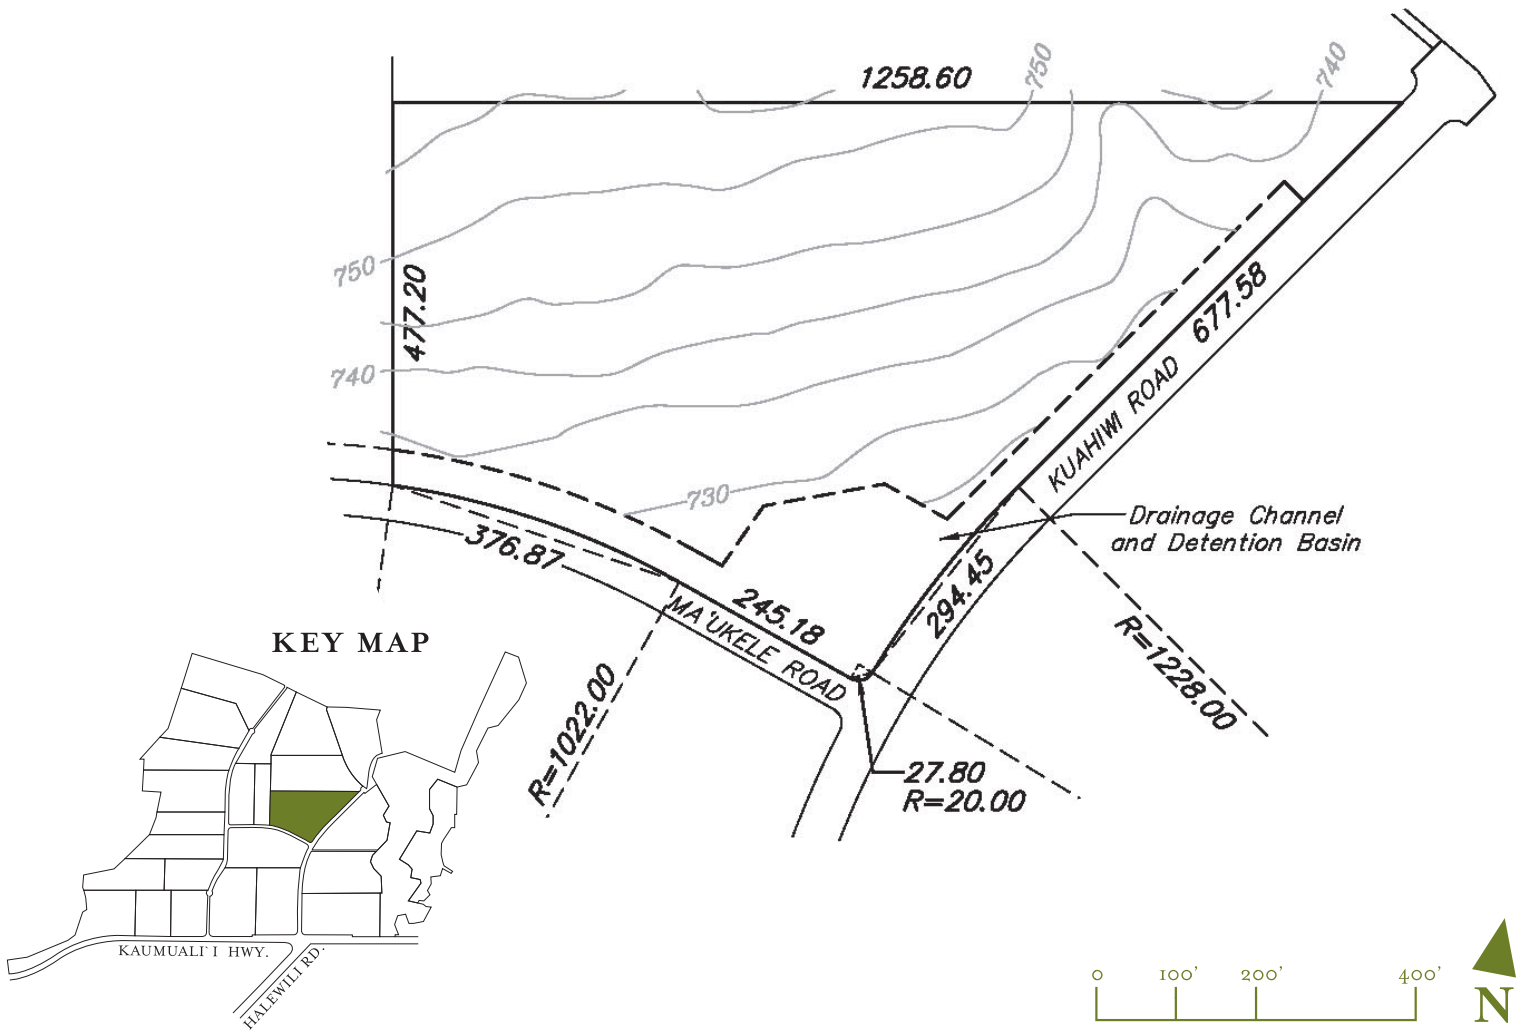 1258.60
750
740
750
477.20
740
677.58
KUAHIWI ROAD
730
Drainage Channel
and Detention Basin
376.87
245.18
294.45
MA'UKELE ROAD
R=1022.00
R=1228.00
27.80
R=20.00
KEY MAP
KAUMUALI`I HWY.
HALEWILI RD.
0 100' 200' 400'
N